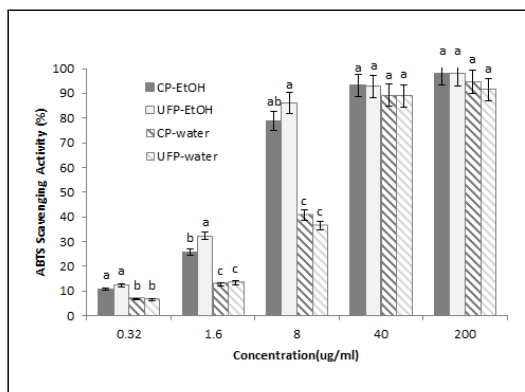 a a a a
a a a a
100
90
80
70
60
50
40
30
20
10
0
ABTS Scavenging Activity (%)
CP-EtOH
UFP-EtOH
CP-water
UFP-water
a a b b
b a c c
ab a c c
0.32 1.6 8 40 200
Concentration(ug/ml)